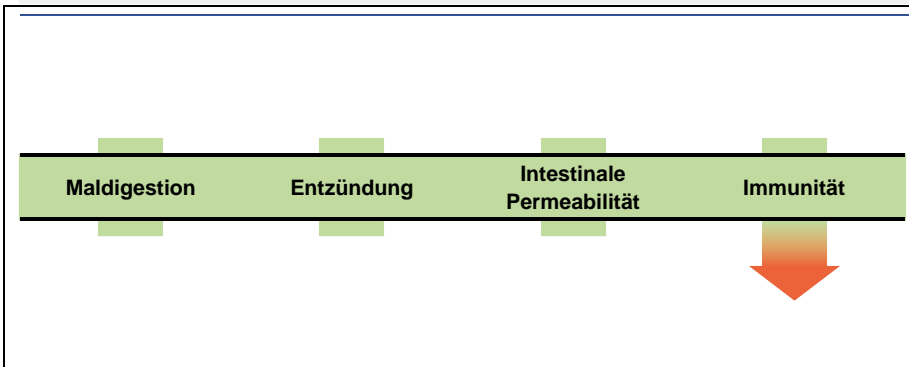 Maldigestion
Entzündung
Intestinale
Permeabilität
Immunität